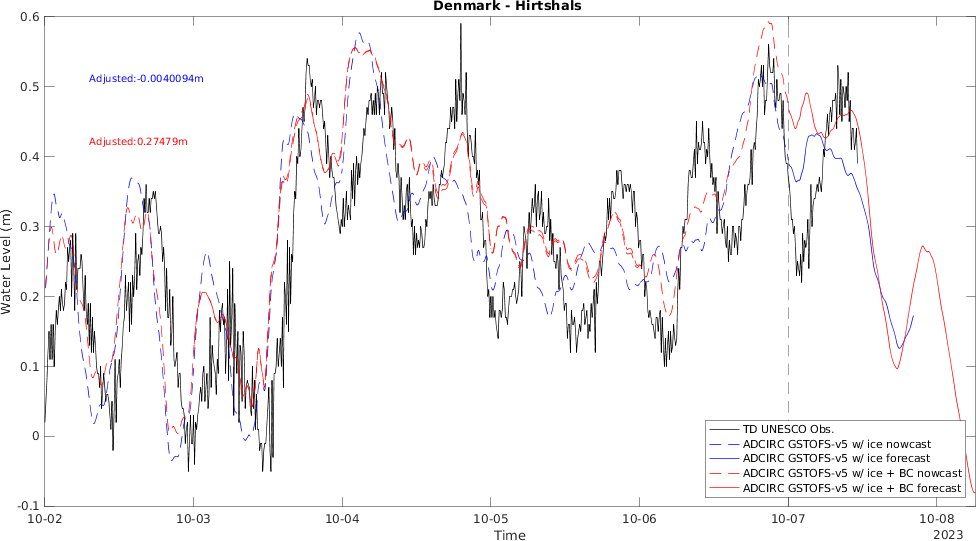 Denmark - Hirtshals
0.6
0.5
0.4
0.3
0.2
0.1
0
-0.1
Water Level (m)
Adjusted:-0.0040094m
Adjusted:0.27479m
TD UNESCO Obs.
ADCIRC GSTOFS-v5 w/ ice nowcast
ADCIRC GSTOFS-v5 w/ ice forecast
ADCIRC GSTOFS-v5 w/ ice + BC nowcast
ADCIRC GSTOFS-v5 w/ ice + BC forecast
10-02 10-03 10-04 10-05 10-06 10-07 10-08
Time
2023